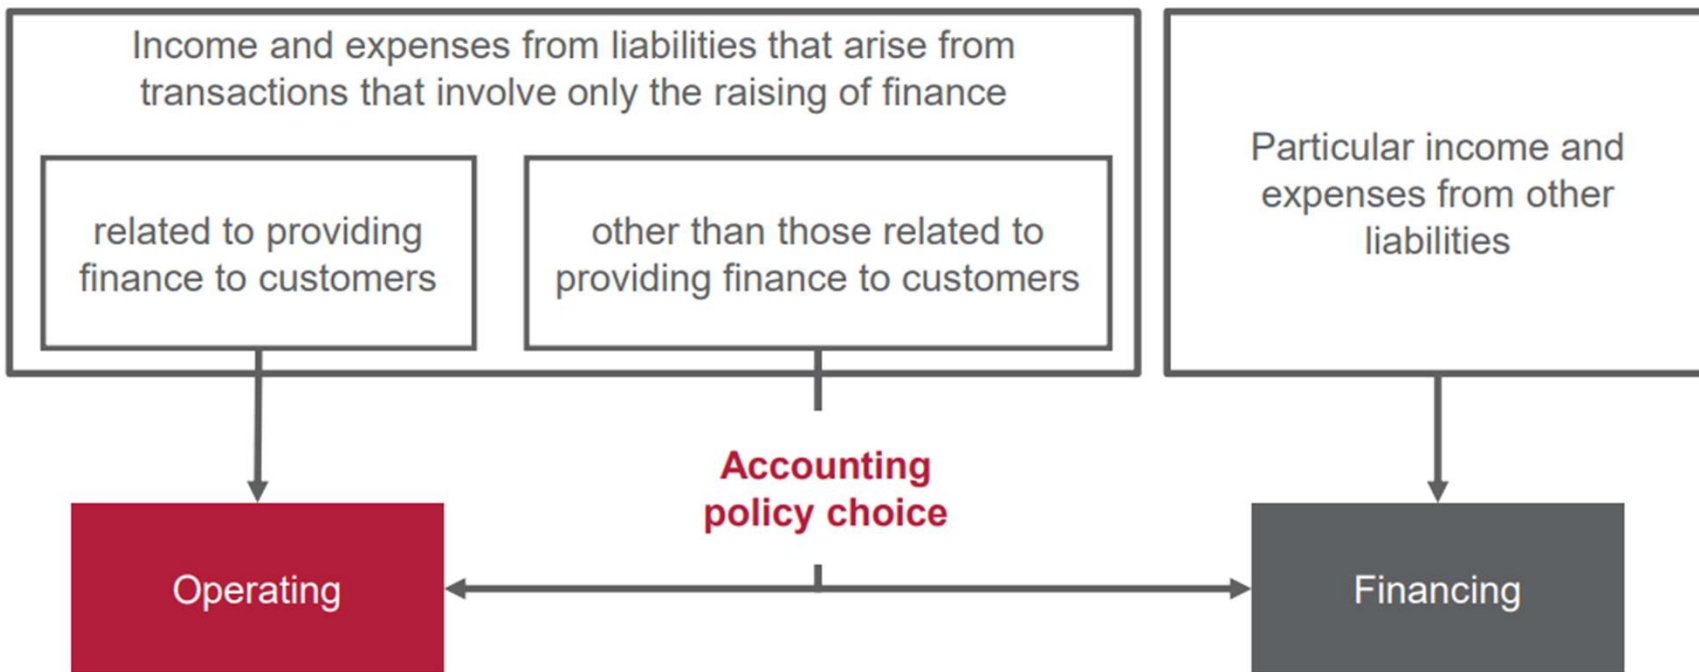 Income and expenses from liabilities that arise from
transactions that involve only the raising of finance
related to providing
finance to customers
other than those related to
providing finance to customers
Particular income and
expenses from other
liabilities
Accounting
policy choice
Operating
Financing